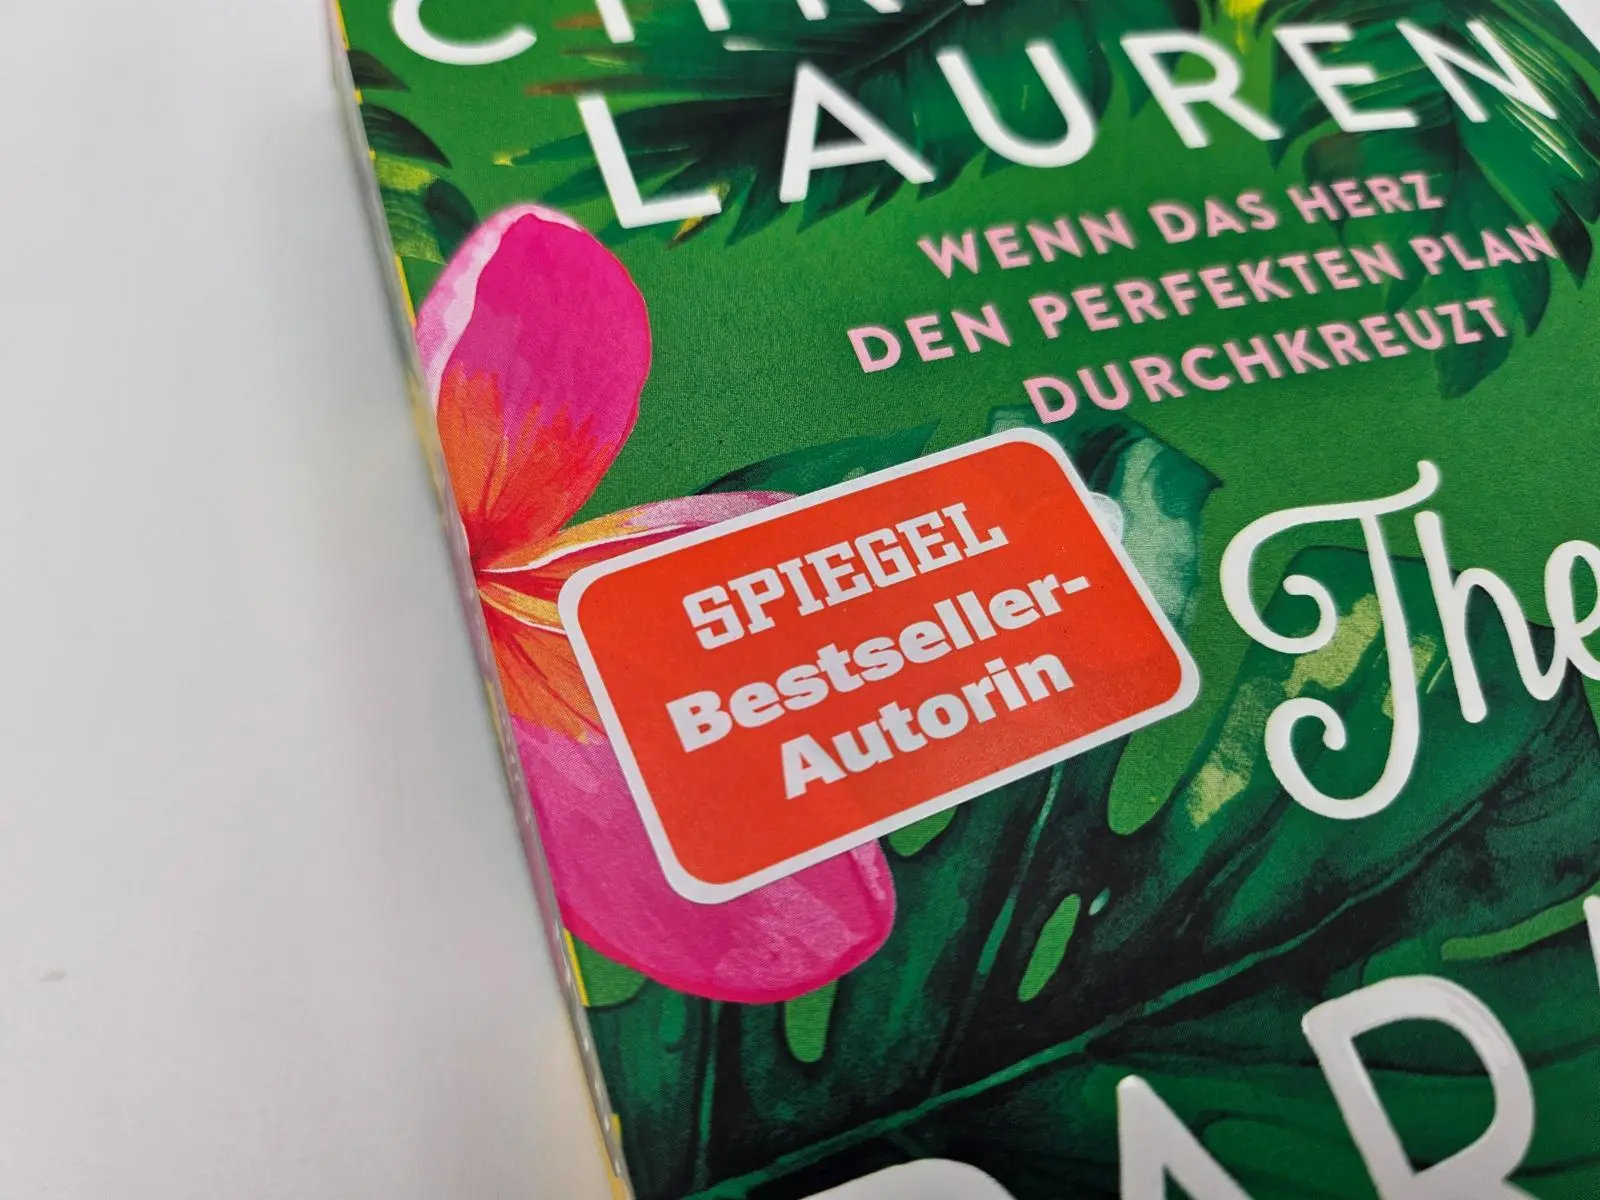 LAUREN
WENN DAS HERZ
DEN PERFEKTEN PLAN
DURCHKREUZT
SPIEGEL
Bestseller-
Autorin
The